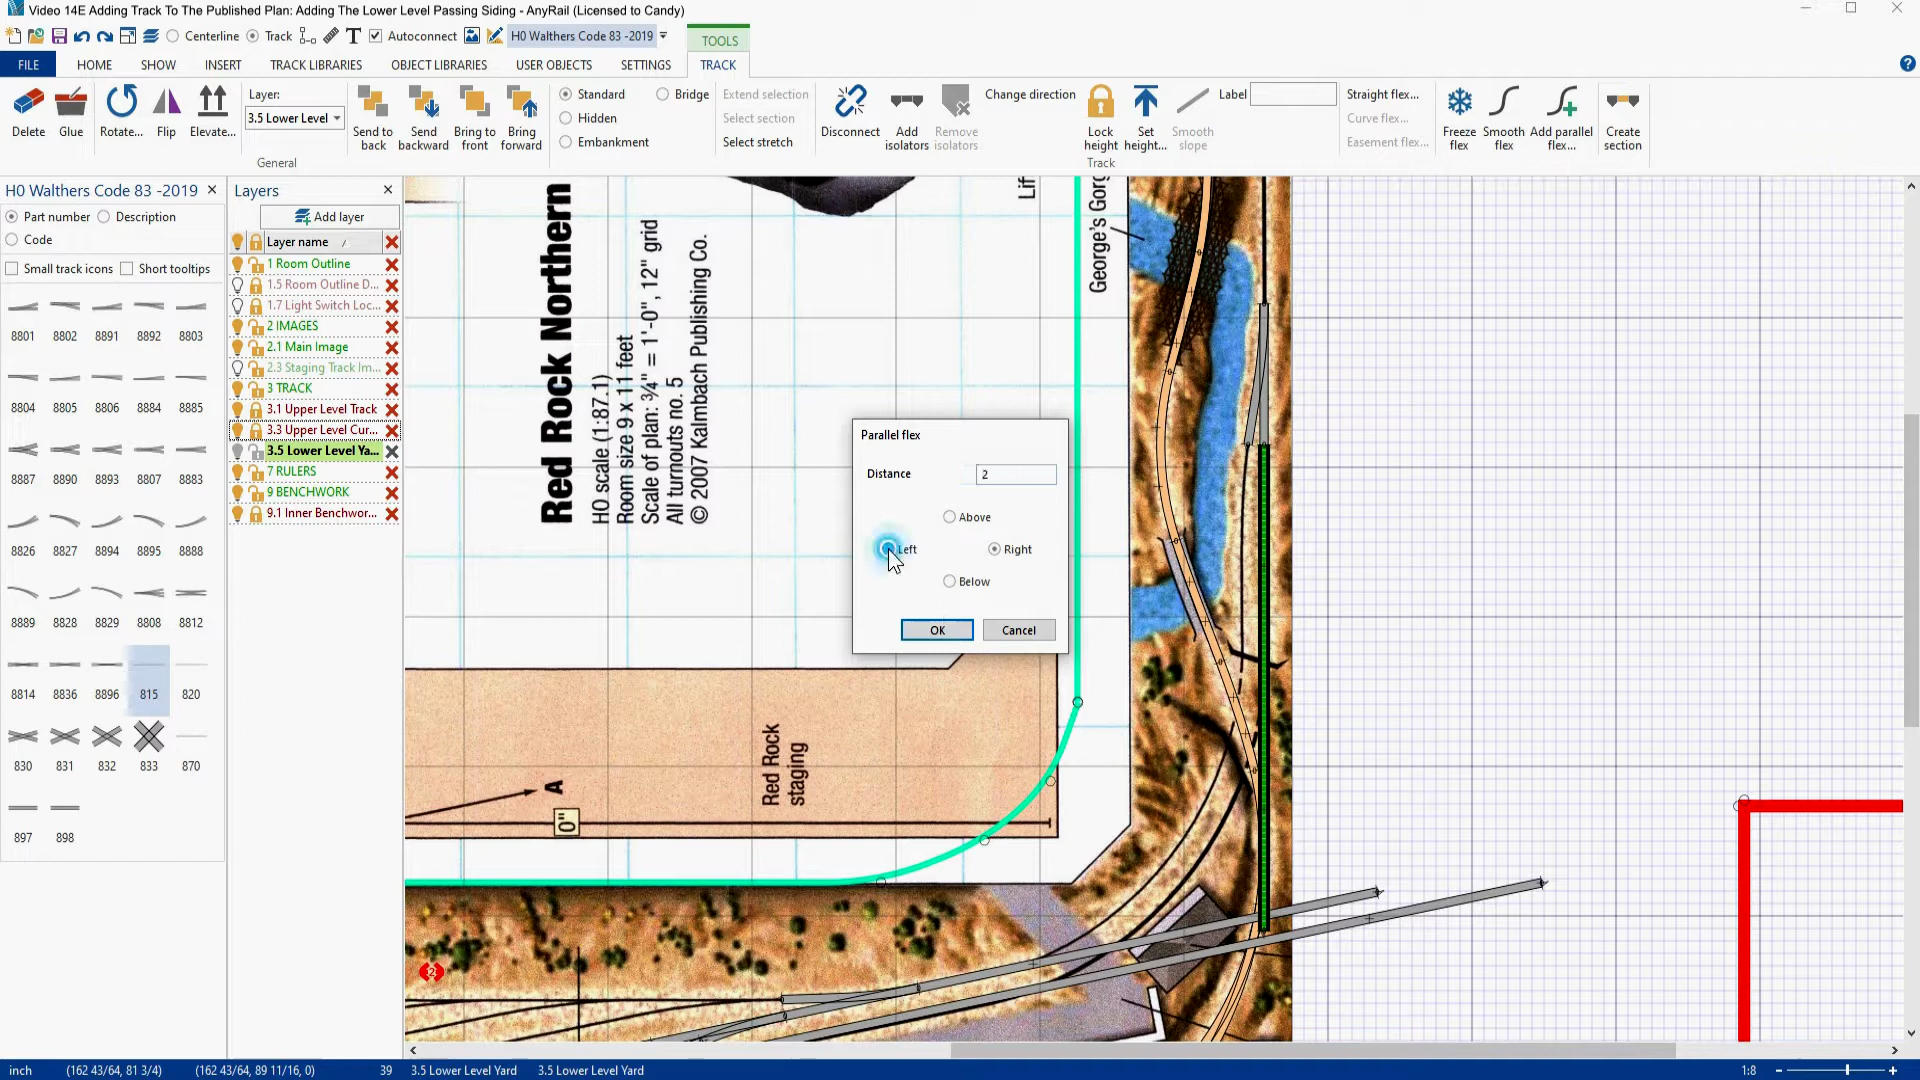 Video 14E Adding Track To The Published Plan: Adding The Lower Level Passing Siding - AnyRail (Licensed to Candy)
Centerline Track T Autoconnect H0 Walthers Code 83 -2019 TOOLS
FILE HOME SHOW INSERT TRACK LIBRARIES OBJECT LIBRARIES USER OBJECTS SETTINGS TRACK
Delete Glue Rotate... Flip Elevate...
Layer:
3.5 Lower Level
General
Send to back
Send backward
Bring to front
Bring forward
Standard Bridge
Hidden
Embankment
Extend selection
Select section
Select stretch
Disconnect
Add isolators
Remove isolators
Change direction
Lock height
Set height...
Smooth slope
Label
Track
Straight flex...
Curve flex...
Easement flex...
Freeze flex
Smooth flex
Add parallel flex...
Create section
H0 Walthers Code 83 -2019
Part number Description
Code
Small track icons Short tooltips
8801 8802 8891 8892 8803
8804 8805 8806 8884 8885
8887 8890 8893 8807 8883
8826 8827 8894 8895 8888
8889 8828 8829 8808 8812
8814 8836 8896 815 820
830 831 832 833 870
897 898
Layers
Add layer
Layer name
1 Room Outline
1.5 Room Outline D...
1.7 Light Switch Loc...
2 IMAGES
2.1 Main Image
2.3 Staging Track Im...
3 TRACK
3.1 Upper Level Track
3.3 Upper Level Cur...
3.5 Lower Level Ya...
7 RULERS
9 BENCHWORK
9.1 Inner Benchwor...
Red Rock Northern
H0 scale (1:87.1)
Room size 9 x 11 feet
Scale of plan: ¾" = 1'-0", 12" grid
All turnouts no. 5
© 2007 Kalmbach Publishing Co.
Lif
George's Gorg
Parallel flex
Distance 2
Above
Left Right
Below
OK Cancel
Red Rock
staging
A
0"
2
inch (162 43/64, 81 3/4) (162 43/64, 89 11/16, 0) 39 3.5 Lower Level Yard 3.5 Lower Level Yard 1:8